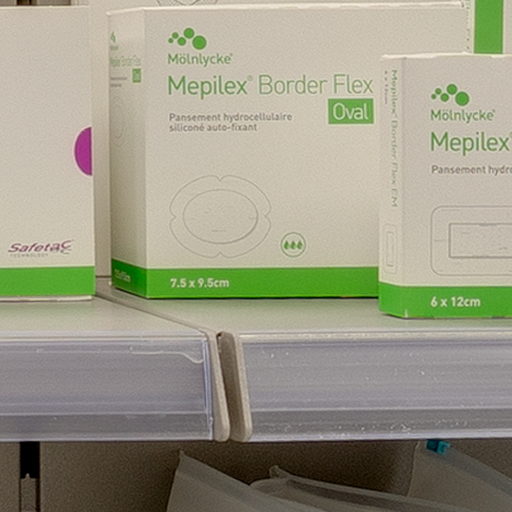 Safetac®
TECHNOLOGY
Mölnlycke®
Mepilex® Border Flex
Oval
Pansement hydrocellulaire
siliconé auto-fixant
7.5 x 9.5cm
Mepilex Border Flex EM
Mölnlycke®
Mepilex®
Pansement hydro
6 x 12cm